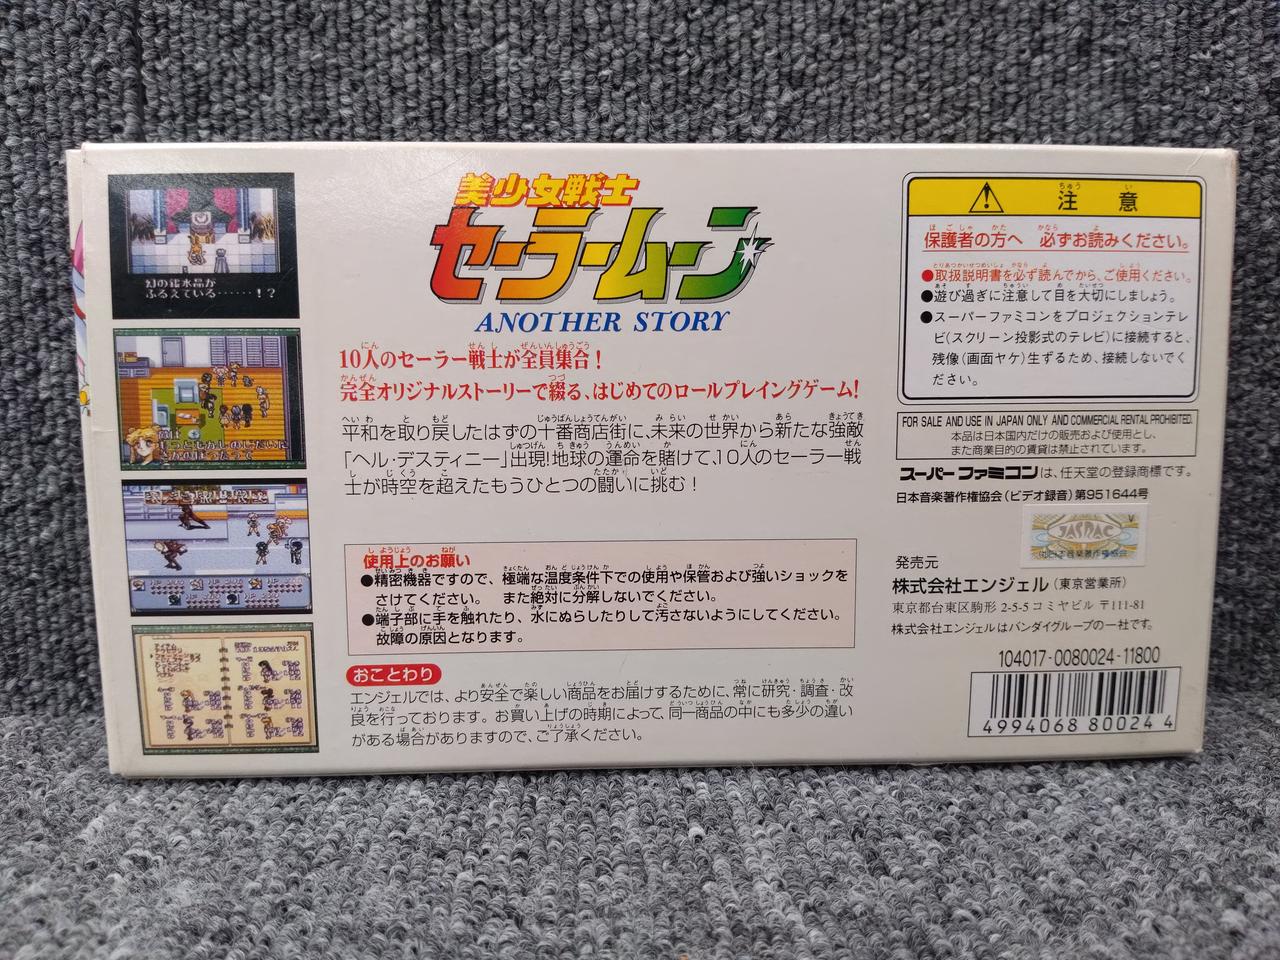 幻の銀水晶が
ふるえている……！？
美少女戦士
セーラームーン
ANOTHER STORY
10人のセーラー戦士が全員集合！
完全オリジナルストーリーで綴る、はじめてのロールプレイングゲーム！
平和を取り戻したはずの十番商店街に、未来の世界から新たな強敵
「ヘル・デスティニー」出現！地球の運命を賭けて、10人のセーラー戦
士が時空を超えたもうひとつの闘いに挑む！
使用上のお願い
●精密機器ですので、極端な温度条件下での使用や保管および強いショックを
さけてください。また絶対に分解しないでください。
●端子部に手を触れたり、水にぬらしたりして汚さないようにしてください。
故障の原因となります。
おことわり
エンジェルでは、より安全で楽しい商品をお届けするために、常に研究・調査・改
良を行っております。お買い上げの時期によって、同一商品の中にも多少の違い
がある場合がありますので、ご了承ください。
注意
保護者の方へ 必ずお読みください。
●取扱説明書を必ず読んでから、ご使用ください。
●遊び過ぎに注意して目を大切にしましょう。
●スーパーファミコンをプロジェクションテレ
ビ(スクリーン投影式のテレビ)に接続すると、
残像(画面ヤケ)生ずるため、接続しないでく
ださい。
FOR SALE AND USE IN JAPAN ONLY AND COMMERCIAL RENTAL PROHIBITED.
本品は日本国内だけの販売および使用とし、
また商業目的の賃貸は禁止されています。
スーパーファミコンは、任天堂の登録商標です。
日本音楽著作権協会(ビデオ録音)第951644号
V
JASRAC
日本音楽著作権協会
発売元
株式会社エンジェル(東京営業所)
東京都台東区駒形 2-5-5 コミヤビル 〒111-81
株式会社エンジェルはバンダイグループの一社です。
104017-0080024-11800
4994068 80024 4